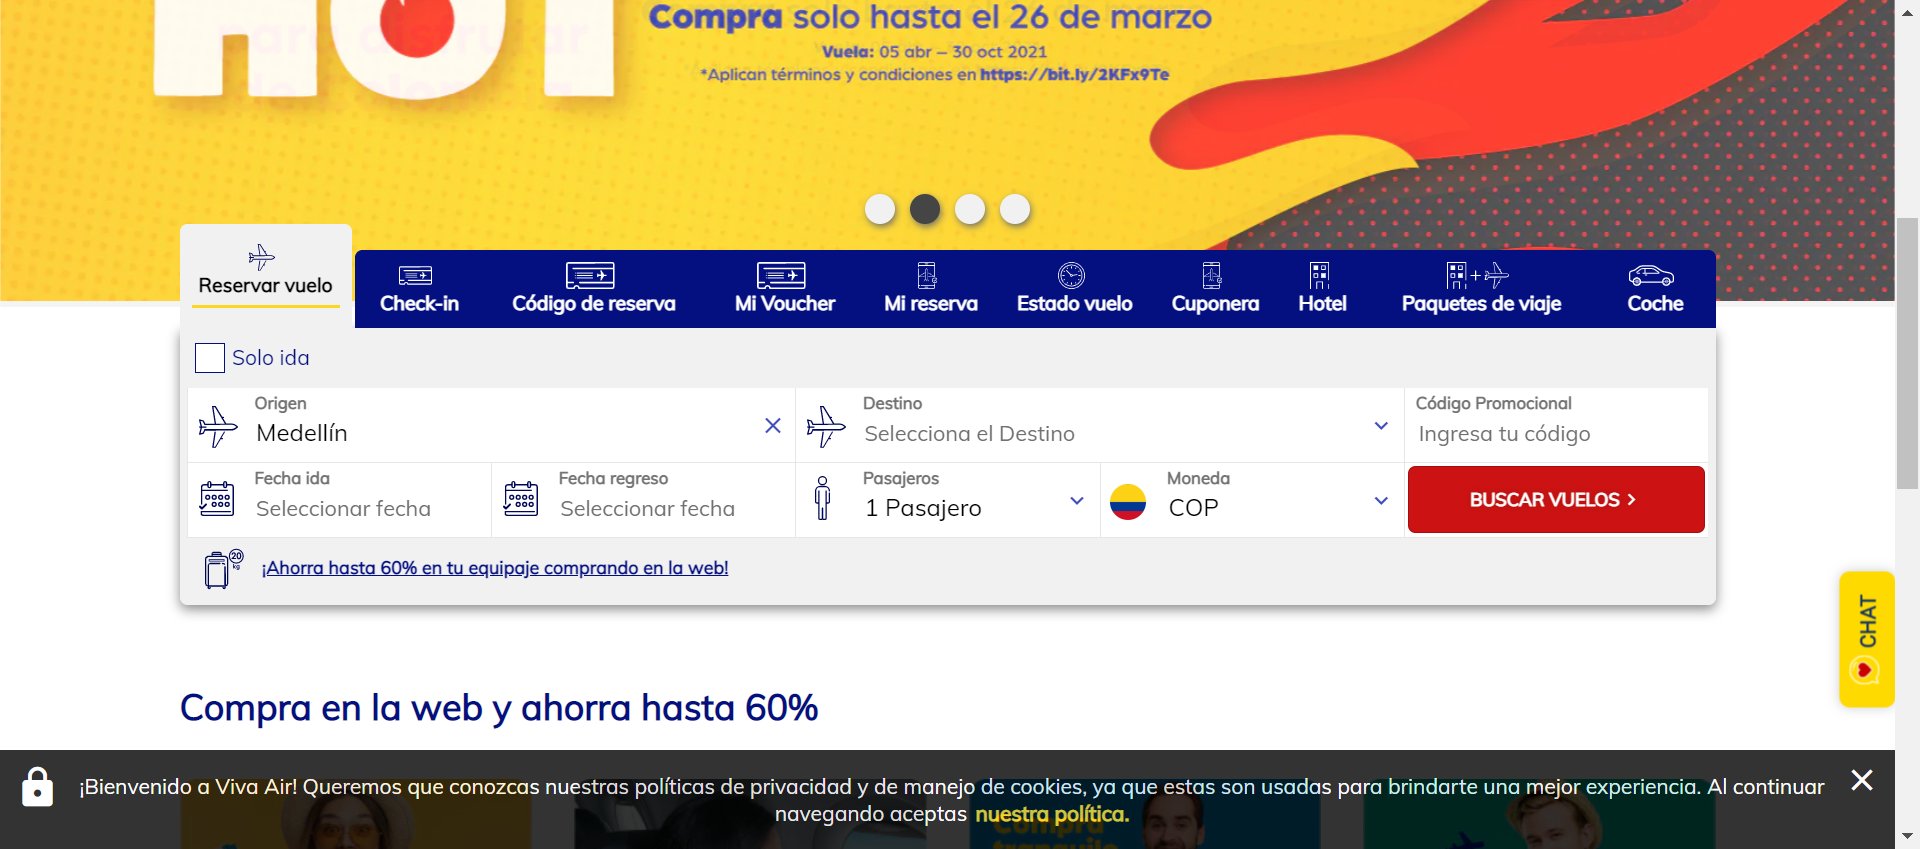 HOT
Compra solo hasta el 26 de marzo
Vuela: 05 abr – 30 oct 2021
*Aplican términos y condiciones en https://bit.ly/2KFx9Te
Reservar vuelo
Check-in
Código de reserva
Mi Voucher
Mi reserva
Estado vuelo
Cuponera
Hotel
Paquetes de viaje
Coche
Solo ida
Origen
Medellín
Destino
Selecciona el Destino
Código Promocional
Ingresa tu código
Fecha ida
Seleccionar fecha
Fecha regreso
Seleccionar fecha
Pasajeros
1 Pasajero
Moneda
COP
BUSCAR VUELOS
20
kg
¡Ahorra hasta 60% en tu equipaje comprando en la web!
CHAT
Compra en la web y ahorra hasta 60%
¡Bienvenido a Viva Air! Queremos que conozcas nuestras políticas de privacidad y de manejo de cookies, ya que estas son usadas para brindarte una mejor experiencia. Al continuar
navegando aceptas nuestra política.
Compra
tranquilo